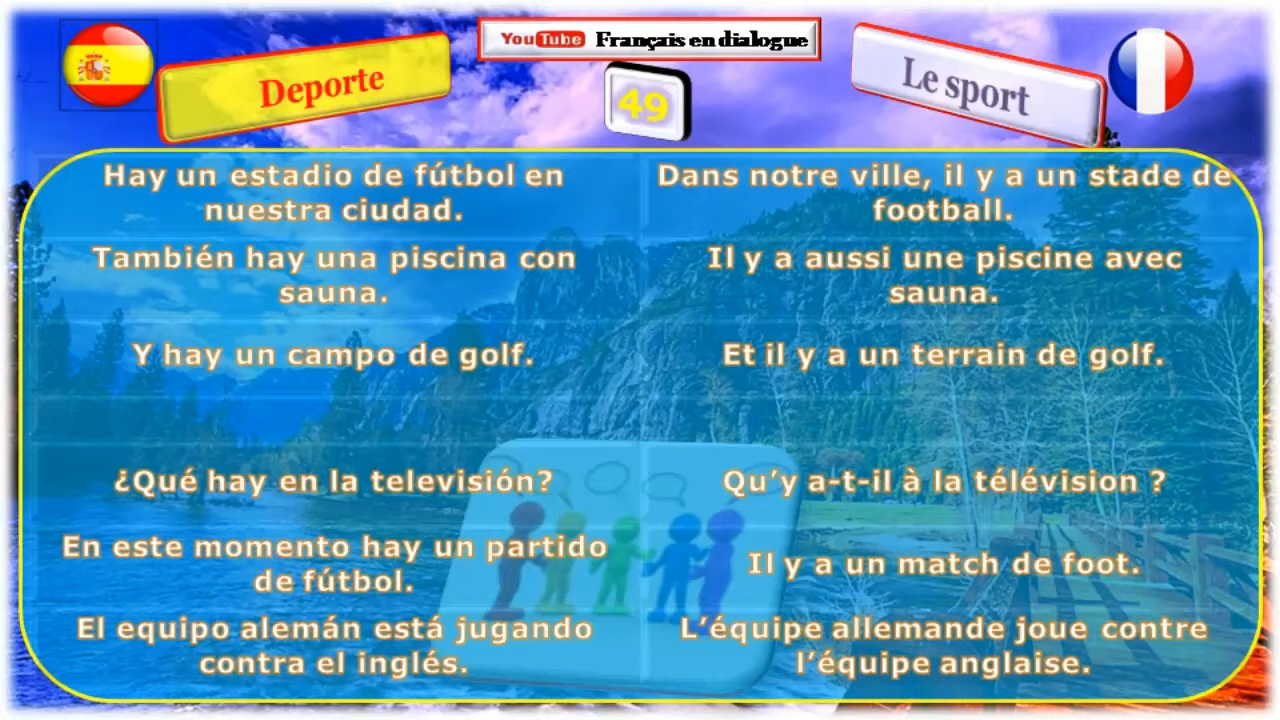 YouTube Français en dialogue
Deporte
49
Le sport
Hay un estadio de fútbol en
nuestra ciudad.
Dans notre ville, il y a un stade de
football.
También hay una piscina con
sauna.
Il y a aussi une piscine avec
sauna.
Y hay un campo de golf.
Et il y a un terrain de golf.
¿Qué hay en la televisión?
Qu’y a-t-il à la télévision ?
En este momento hay un partido
de fútbol.
Il y a un match de foot.
El equipo alemán está jugando
contra el inglés.
L’équipe allemande joue contre
l’équipe anglaise.